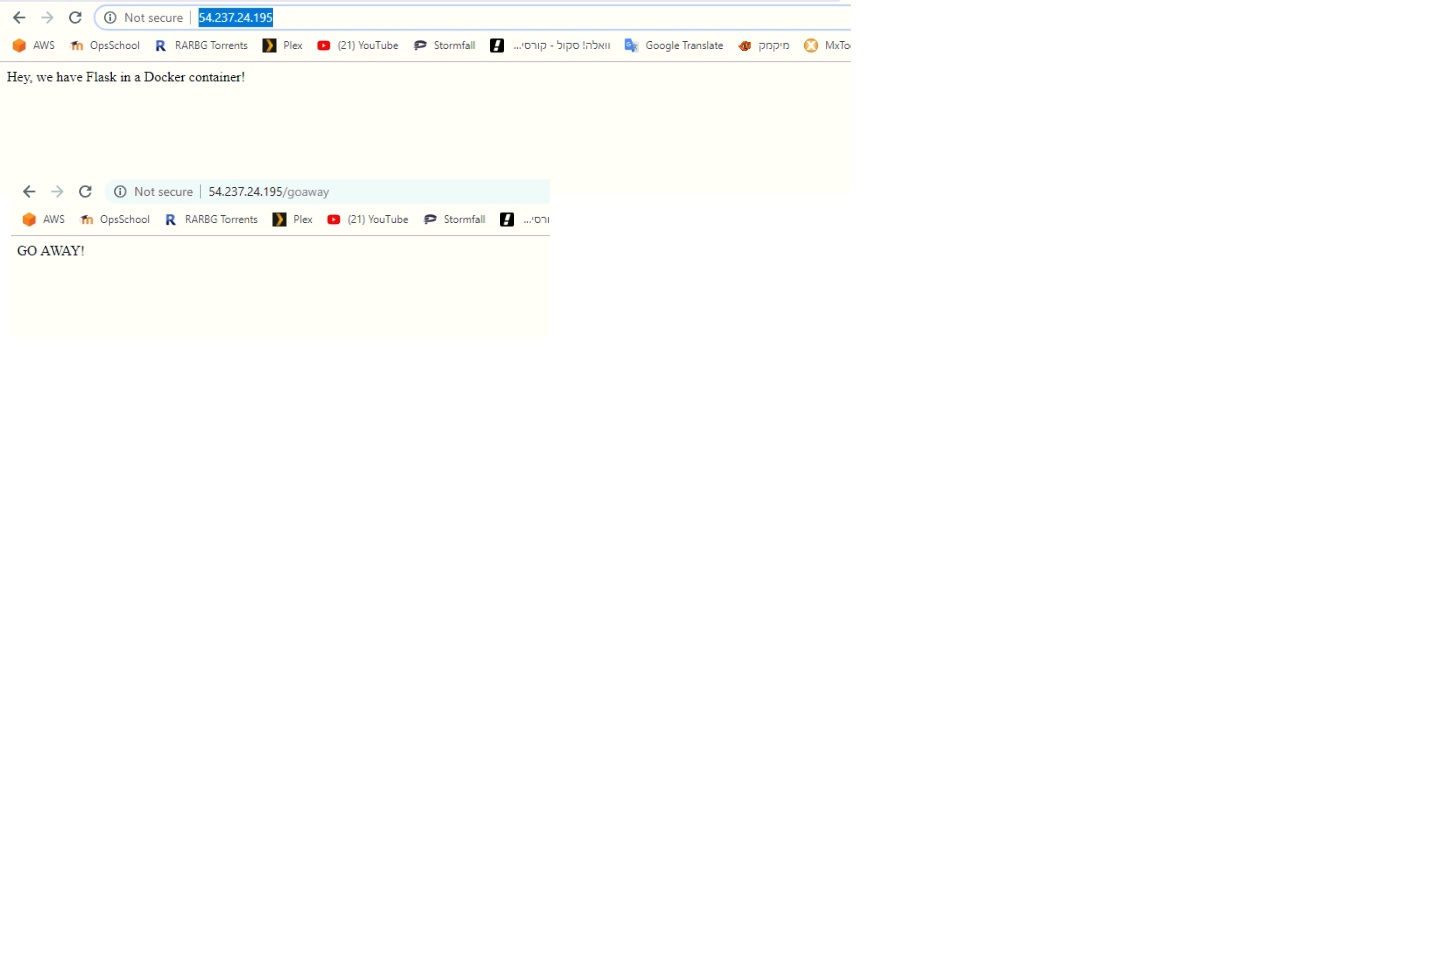 Not secure | 54.237.24.195
AWS OpsSchool RARBG Torrents Plex (21) YouTube Stormfall וואלה! סקול - קורסי... Google Translate מיקמק MxToo
Hey, we have Flask in a Docker container!
Not secure | 54.237.24.195/goaway
AWS OpsSchool RARBG Torrents Plex (21) YouTube Stormfall ורסי...
GO AWAY!